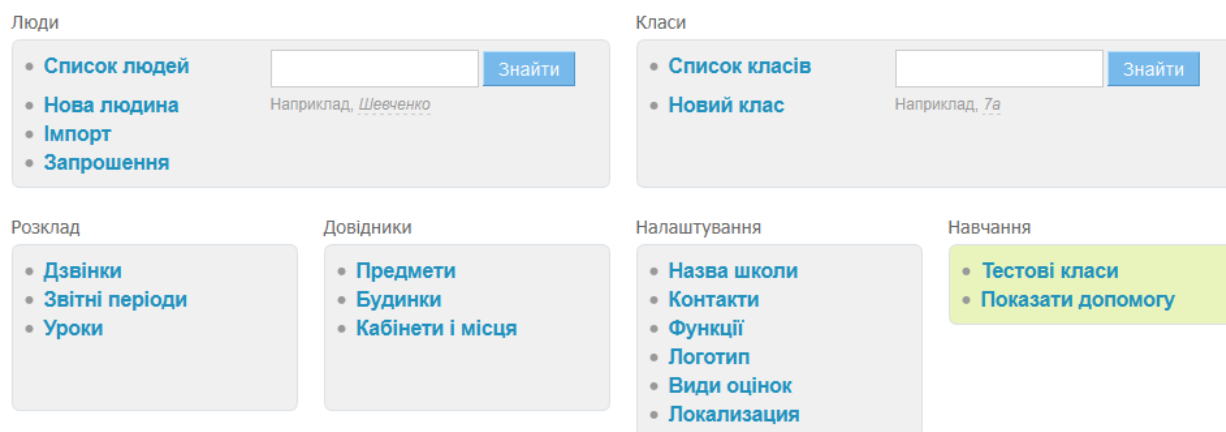 Люди
Список людей
Знайти
Нова людина
Наприклад, Шевченко
Імпорт
Запрошення
Класи
Список класів
Знайти
Новий клас
Наприклад, 7а
Розклад
Дзвінки
Звітні періоди
Уроки
Довідники
Предмети
Будинки
Кабінети і місця
Налаштування
Назва школи
Контакти
Функції
Логотип
Види оцінок
Локализация
Навчання
Тестові класи
Показати допомогу